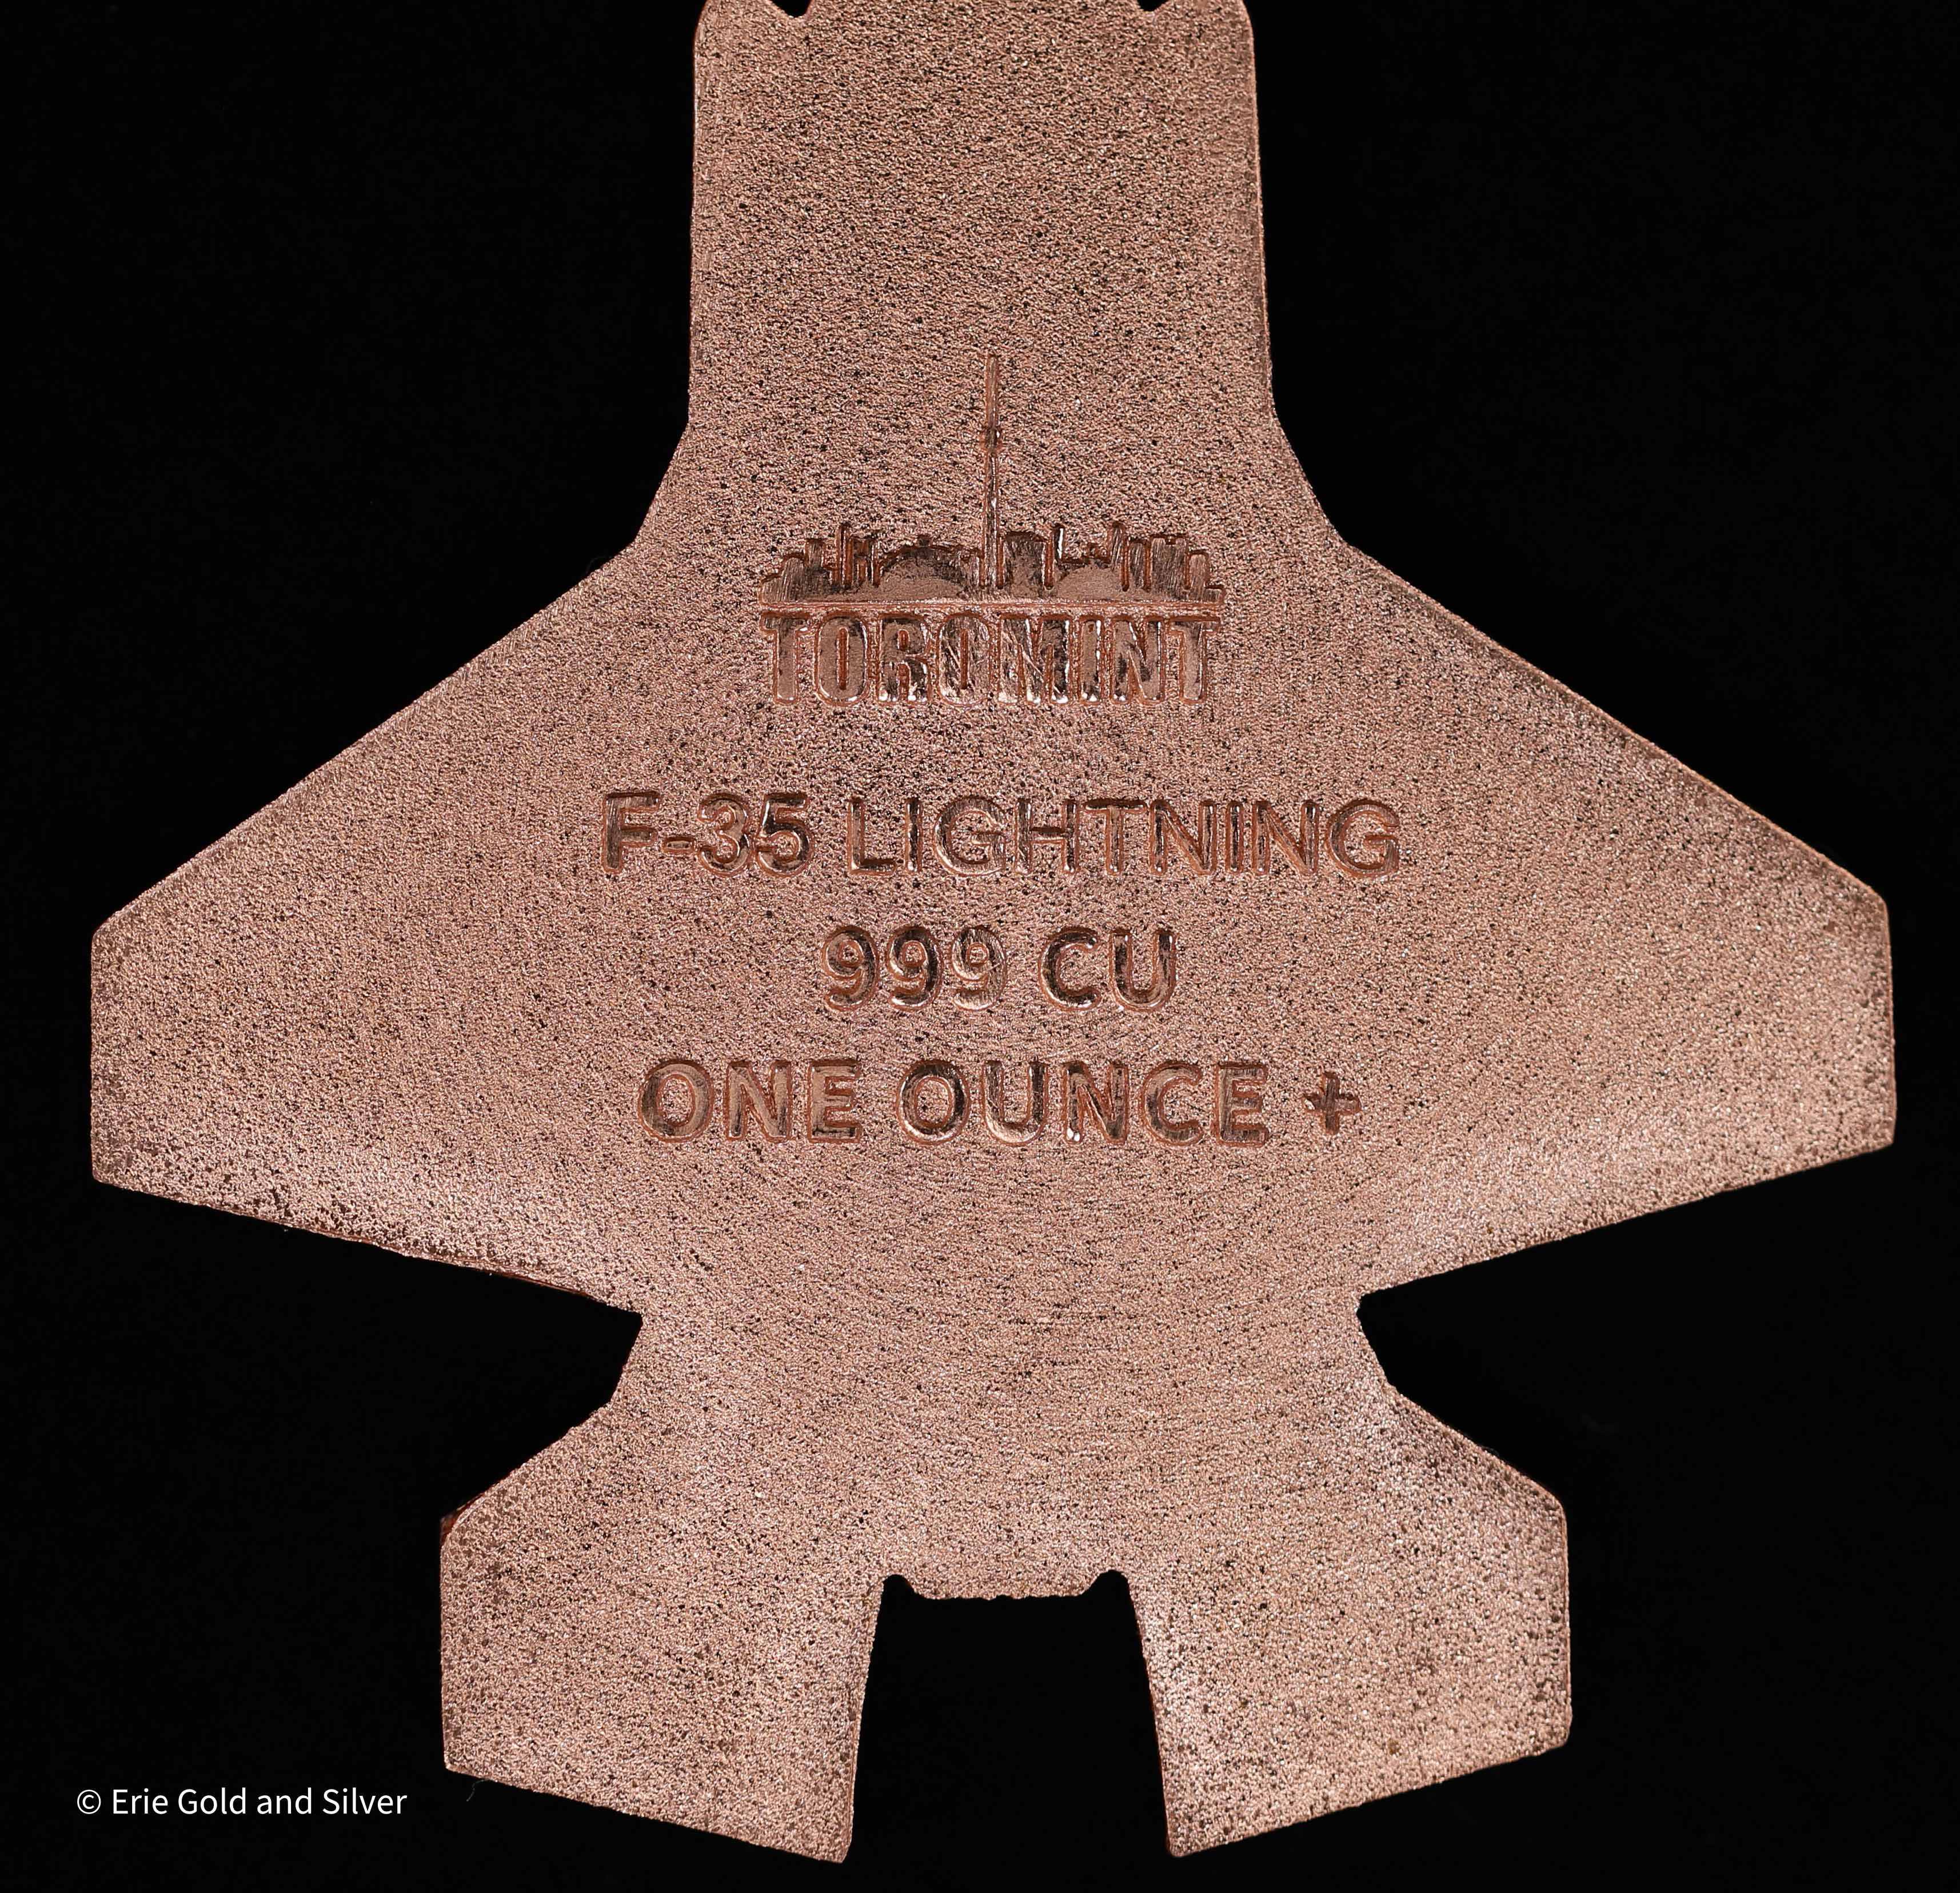 TOROMINT
F-35 LIGHTNING
999 CU
ONE OUNCE +
© Erie Gold and Silver